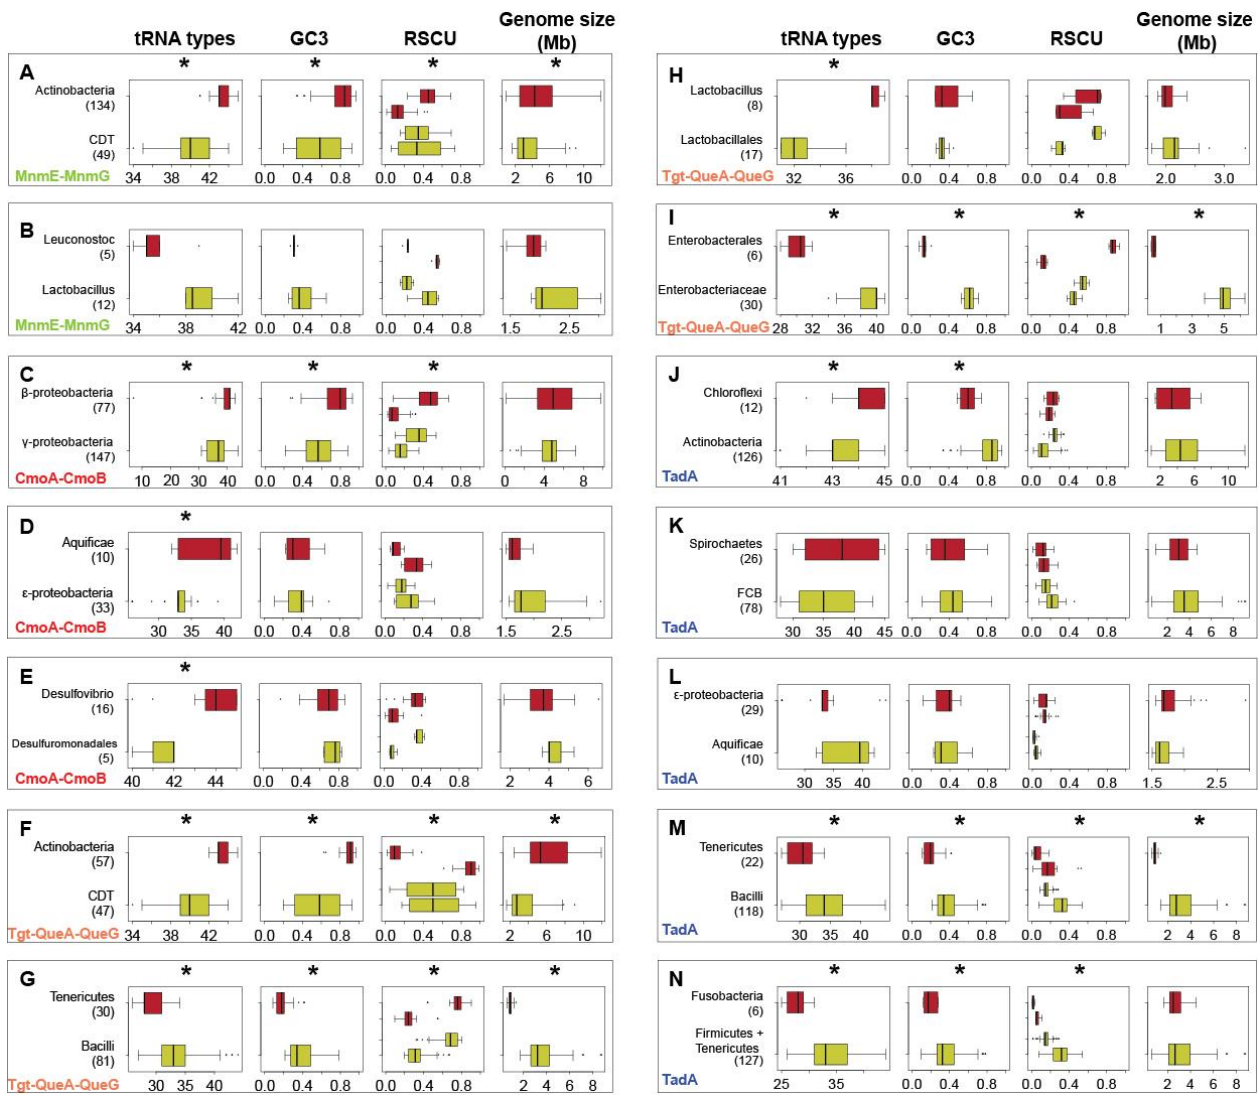 tRNA types GC3 RSCU Genome size (Mb)
tRNA types GC3 RSCU Genome size (Mb)
A * * * *
Actinobacteria
(134)
CDT
(49)
MnmE-MnmG
34 38 42 0.0 0.4 0.8 0.0 0.4 0.8 2 6 10
B
Leuconostoc
(5)
Lactobacillus
(12)
MnmE-MnmG
34 38 42 0.0 0.4 0.8 0.0 0.4 0.8 1.5 2.5
C * * *
β-proteobacteria
(77)
γ-proteobacteria
(147)
CmoA-CmoB
10 20 30 40 0.0 0.4 0.8 0.0 0.4 0.8 0 4 8
D *
Aquificae
(10)
ε-proteobacteria
(33)
CmoA-CmoB
30 35 40 0.0 0.4 0.8 0.0 0.4 0.8 1.5 2.5
E *
Desulfovibrio
(16)
Desulfuromonadales
(5)
CmoA-CmoB
40 42 44 0.0 0.4 0.8 0.0 0.4 0.8 2 4 6
F * * * *
Actinobacteria
(57)
CDT
(47)
Tgt-QueA-QueG
34 38 42 0.0 0.4 0.8 0.0 0.4 0.8 2 6 10
G * * * *
Tenericutes
(30)
Bacilli
(81)
Tgt-QueA-QueG
30 35 40 0.0 0.4 0.8 0.0 0.4 0.8 2 4 6 8
H *
Lactobacillus
(8)
Lactobacillales
(17)
Tgt-QueA-QueG
32 36 0.0 0.4 0.8 0.0 0.4 0.8 2.0 3.0
I * * * *
Enterobacterales
(6)
Enterobacteriaceae
(30)
Tgt-QueA-QueG
28 32 36 40 0.0 0.4 0.8 0.0 0.4 0.8 1 3 5
J * *
Chloroflexi
(12)
Actinobacteria
(126)
TadA
41 43 45 0.0 0.4 0.8 0.0 0.4 0.8 2 6 10
K
Spirochaetes
(26)
FCB
(78)
TadA
30 35 40 45 0.0 0.4 0.8 0.0 0.4 0.8 2 4 6 8
L
ε-proteobacteria
(29)
Aquificae
(10)
TadA
30 35 40 0.0 0.4 0.8 0.0 0.4 0.8 1.5 2.5
M * * * *
Tenericutes
(22)
Bacilli
(118)
TadA
30 35 40 0.0 0.4 0.8 0.0 0.4 0.8 2 4 6 8
N * * *
Fusobacteria
(6)
Firmicutes +
Tenericutes
(127)
TadA
25 35 0.0 0.4 0.8 0.0 0.4 0.8 2 4 6 8